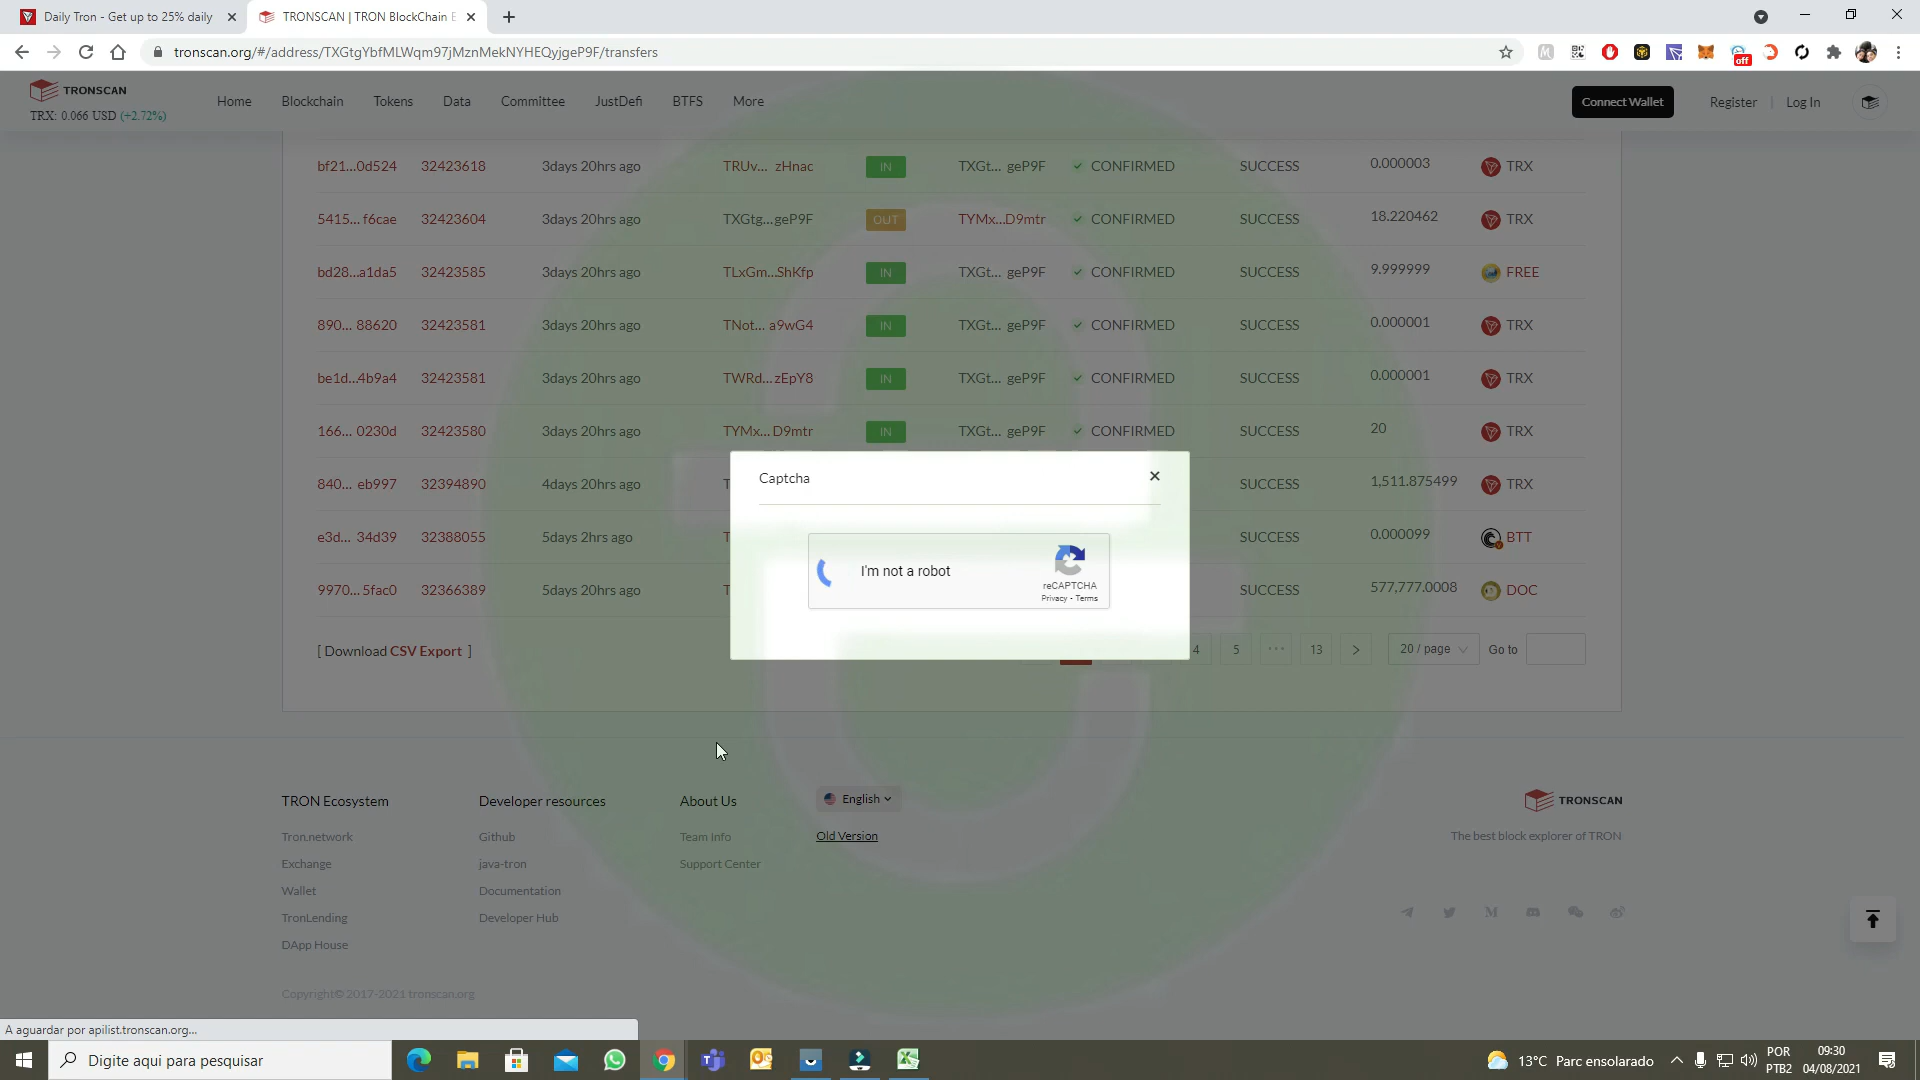 Daily Tron - Get up to 25% daily
TRONSCAN | TRON BlockChain E
tronscan.org/#/address/TXGtgYbfMLWqm97jMznMekNYHEQyjgeP9F/transfers
off
TRONSCAN
TRX: 0.066 USD (+2.72%)
Home Blockchain Tokens Data Committee JustDefi BTFS More
Connect Wallet Register | Log In
bf21...0d524 32423618 3days 20hrs ago TRUv... zHnac IN TXGt... geP9F CONFIRMED SUCCESS 0.000003 TRX
5415... f6cae 32423604 3days 20hrs ago TXGtg...geP9F OUT TYMx...D9mtr CONFIRMED SUCCESS 18.220462 TRX
bd28...a1da5 32423585 3days 20hrs ago TLxGm...ShKfp IN TXGt... geP9F CONFIRMED SUCCESS 9.999999 FREE
890... 88620 32423581 3days 20hrs ago TNot... a9wG4 IN TXGt... geP9F CONFIRMED SUCCESS 0.000001 TRX
be1d...4b9a4 32423581 3days 20hrs ago TWRd... zEpY8 IN TXGt... geP9F CONFIRMED SUCCESS 0.000001 TRX
166... 0230d 32423580 3days 20hrs ago TYMx... D9mtr IN TXGt... geP9F CONFIRMED SUCCESS 20 TRX
840... eb997 32394890 4days 20hrs ago T SUCCESS 1,511.875499 TRX
e3d... 34d39 32388055 5days 2hrs ago T SUCCESS 0.000099 BTT
9970... 5fac0 32366389 5days 20hrs ago T SUCCESS 577,777.0008 DOC
Captcha
I'm not a robot
reCAPTCHA
Privacy - Terms
[ Download CSV Export ]
4 5 ••• 13 > 20 / page Go to
TRON Ecosystem
Tron.network
Exchange
Wallet
TronLending
DApp House
Developer resources
Github
java-tron
Documentation
Developer Hub
About Us
Team Info
Support Center
English
Old Version
TRONSCAN
The best block explorer of TRON
Copyright© 2017-2021 tronscan.org
A aguardar por apilist.tronscan.org...
Digite aqui para pesquisar
13°C Parc ensolarado
POR
PTB2
09:30
04/08/2021